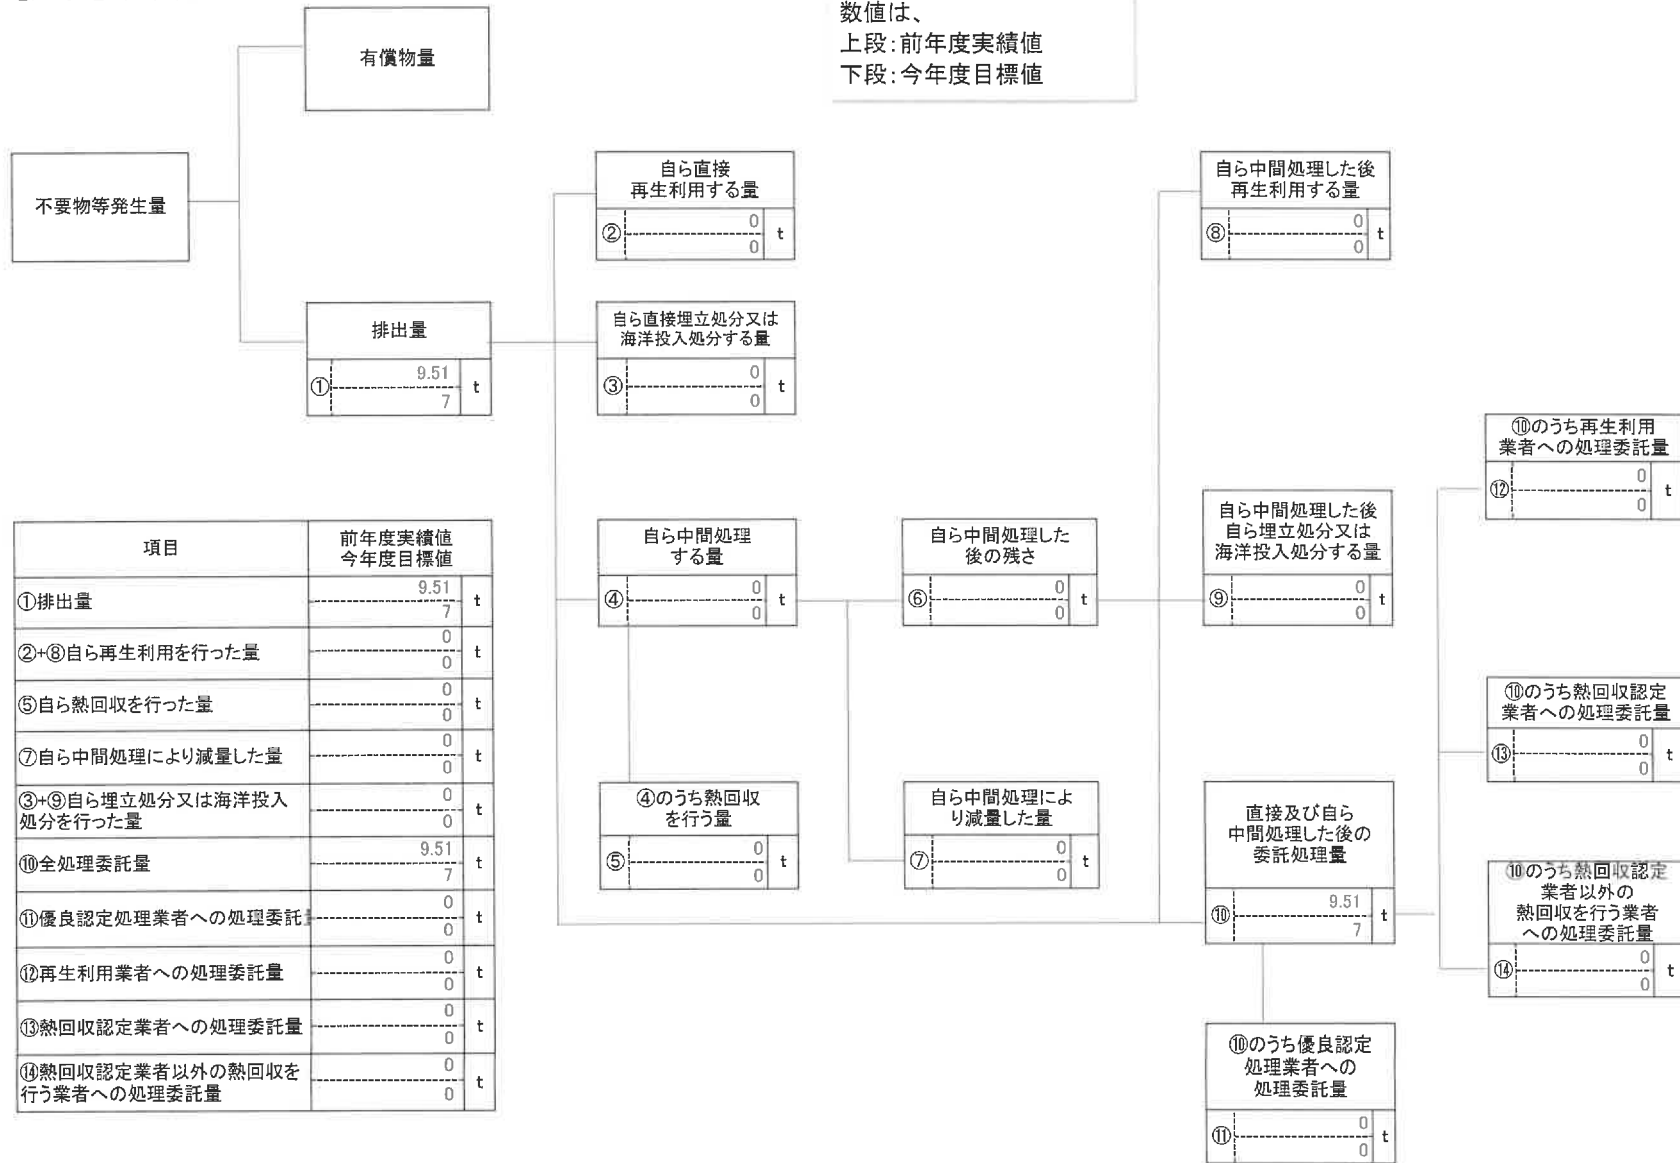 数値は、
上段:前年度実績値
下段:今年度目標値
有償物量
不要物等発生量
排出量
① 9.51 t
7
自ら直接
再生利用する量
② 0 t
0
自ら直接埋立処分又は
海洋投入処分する量
③ 0 t
0
自ら中間処理
する量
④ 0 t
0
④のうち熱回収
を行う量
⑤ 0 t
0
自ら中間処理した
後の残さ
⑥ 0 t
0
自ら中間処理によ
り減量した量
⑦ 0 t
0
自ら中間処理した後
再生利用する量
⑧ 0 t
0
自ら中間処理した後
自ら埋立処分又は
海洋投入処分する量
⑨ 0 t
0
直接及び自ら
中間処理した後の
委託処理量
⑩ 9.51 t
7
⑩のうち優良認定
処理業者への
処理委託量
⑪ 0 t
0
⑩のうち再生利用
業者への処理委託量
⑫ 0 t
0
⑩のうち熱回収認定
業者への処理委託量
⑬ 0 t
0
⑩のうち熱回収認定
業者以外の
熱回収を行う業者
への処理委託量
⑭ 0 t
0
項目 前年度実績値
今年度目標値
①排出量 9.51 t
7
②+⑧自ら再生利用を行った量 0 t
0
⑤自ら熱回収を行った量 0 t
0
⑦自ら中間処理により減量した量 0 t
0
③+⑨自ら埋立処分又は海洋投入
処分を行った量 0 t
0
⑩全処理委託量 9.51 t
7
⑪優良認定処理業者への処理委託 0 t
0
⑫再生利用業者への処理委託量 0 t
0
⑬熱回収認定業者への処理委託量 0 t
0
⑭熱回収認定業者以外の熱回収を
行う業者への処理委託量 0 t
0